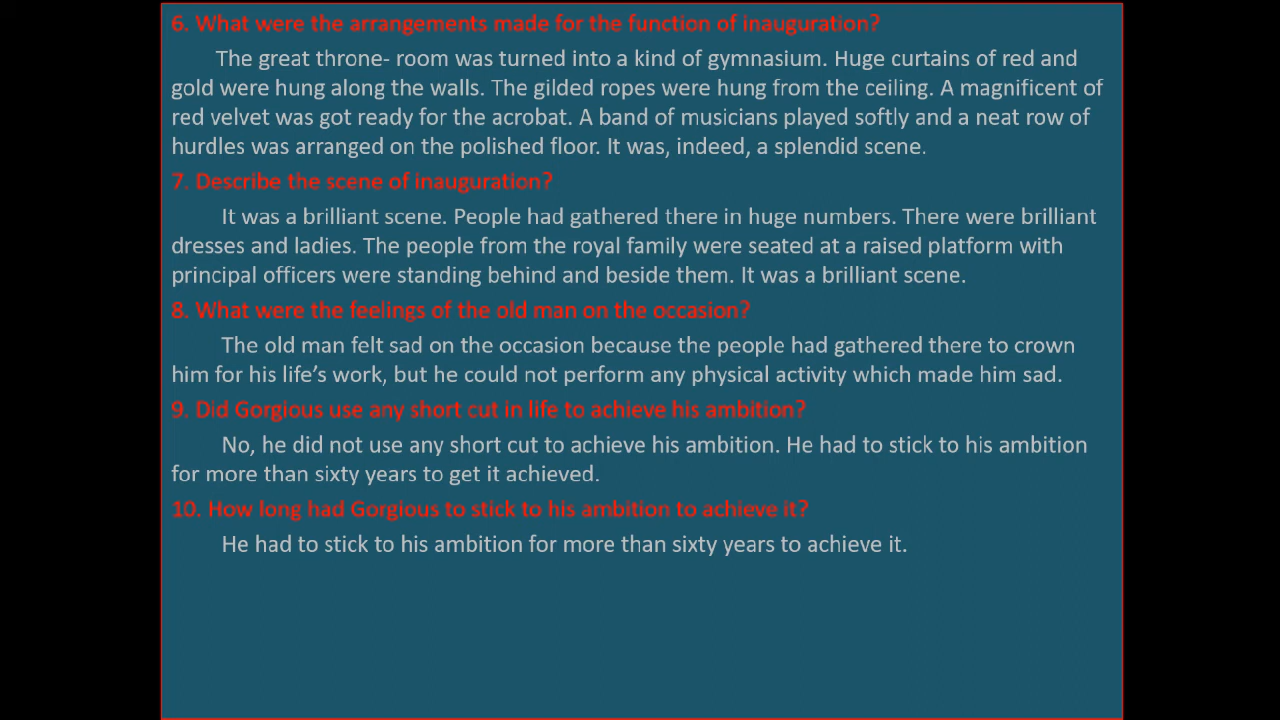 6. What were the arrangements made for the function of inauguration?
The great throne- room was turned into a kind of gymnasium. Huge curtains of red and
gold were hung along the walls. The gilded ropes were hung from the ceiling. A magnificent of
red velvet was got ready for the acrobat. A band of musicians played softly and a neat row of
hurdles was arranged on the polished floor. It was, indeed, a splendid scene.
7. Describe the scene of inauguration?
It was a brilliant scene. People had gathered there in huge numbers. There were brilliant
dresses and ladies. The people from the royal family were seated at a raised platform with
principal officers were standing behind and beside them. It was a brilliant scene.
8. What were the feelings of the old man on the occasion?
The old man felt sad on the occasion because the people had gathered there to crown
him for his life’s work, but he could not perform any physical activity which made him sad.
9. Did Gorgious use any short cut in life to achieve his ambition?
No, he did not use any short cut to achieve his ambition. He had to stick to his ambition
for more than sixty years to get it achieved.
10. How long had Gorgious to stick to his ambition to achieve it?
He had to stick to his ambition for more than sixty years to achieve it.